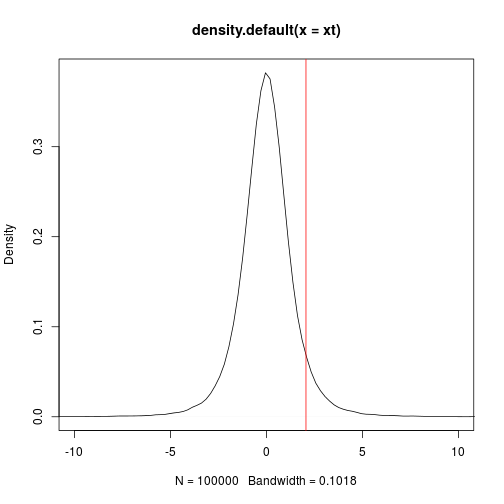 density.default(x = xt)
Density
0.3
0.2
0.1
0.0
-10 -5 0 5 10
N = 100000 Bandwidth = 0.1018